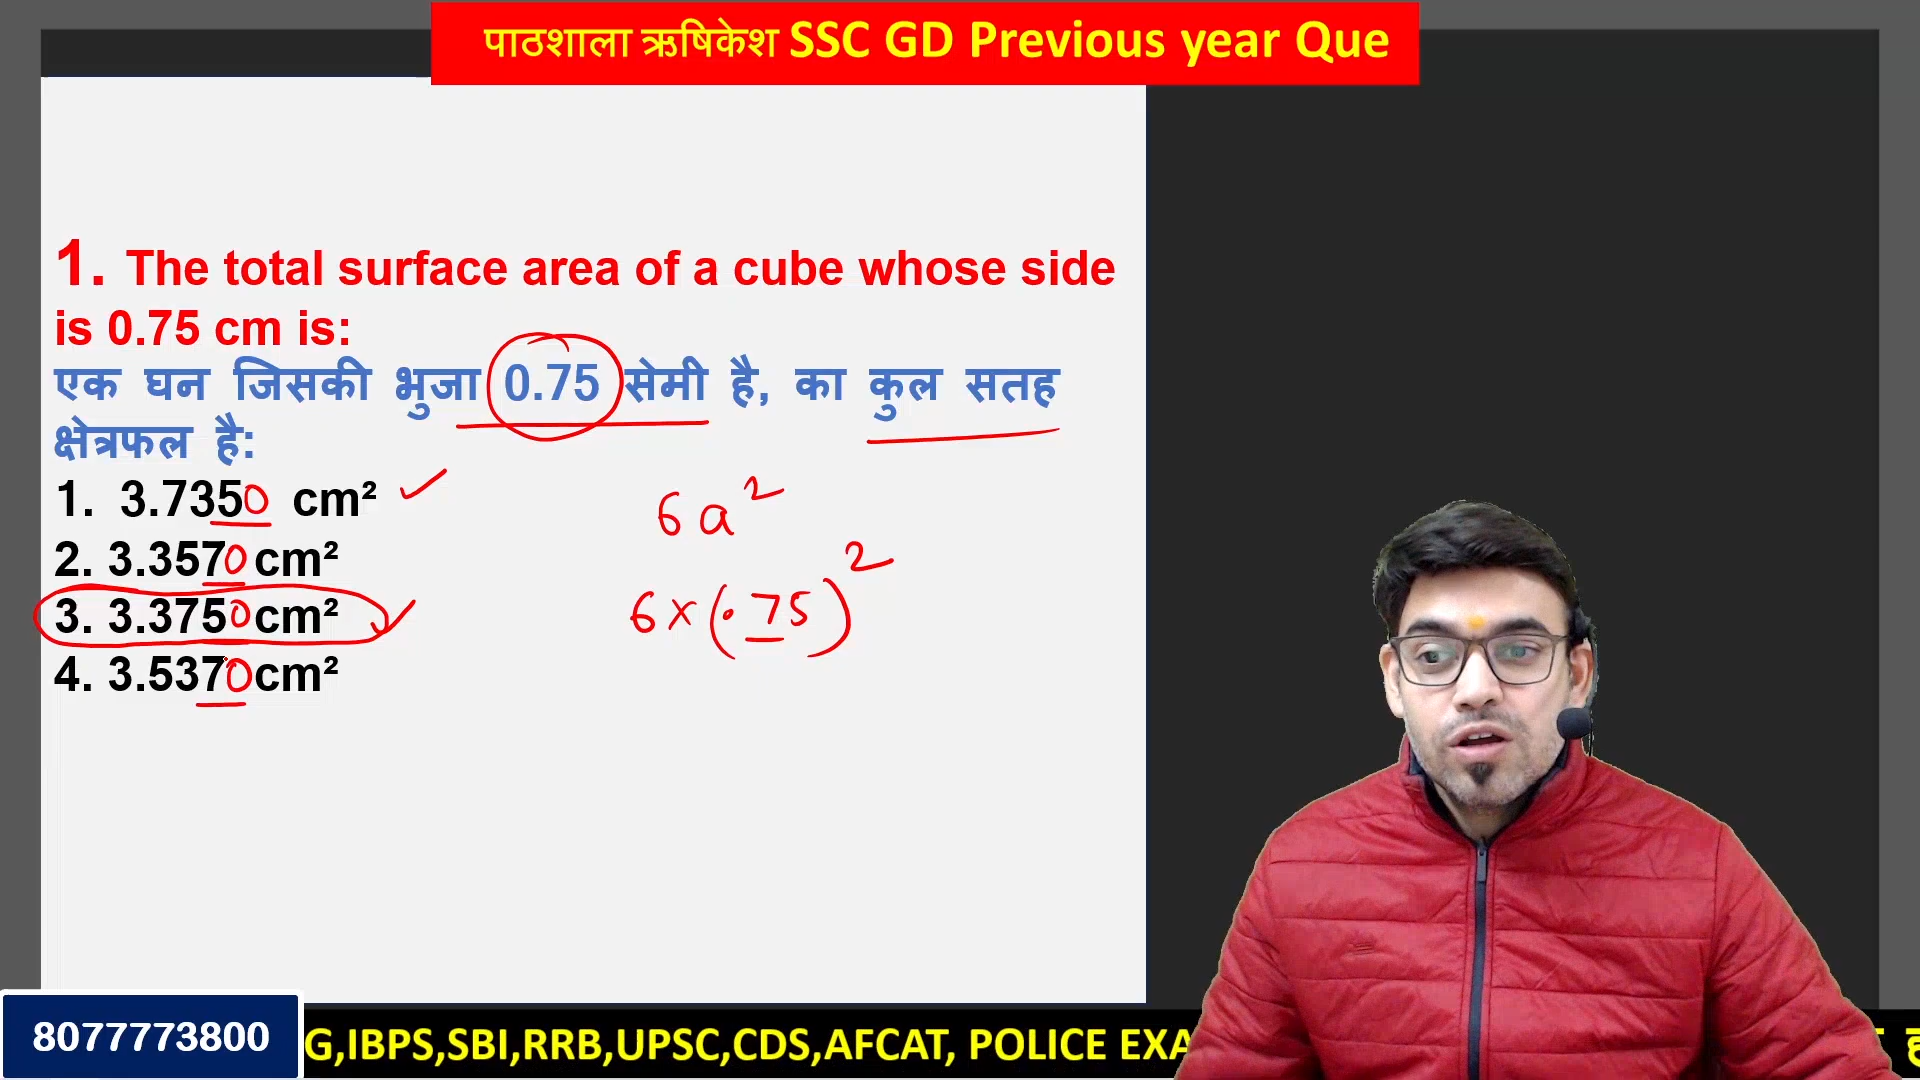 पाठशाला ऋषिकेश SSC GD Previous year Que
1. The total surface area of a cube whose side
is 0.75 cm is:
एक घन जिसकी भुजा 0.75 सेमी है, का कुल सतह
क्षेत्रफल है:
1. 3.7350 cm²
2. 3.3570 cm²
3. 3.3750 cm²
4. 3.5370 cm²
6a²
6×(.75)²
8077773800
G,IBPS,SBI,RRB,UPSC,CDS,AFCAT, POLICE EXA